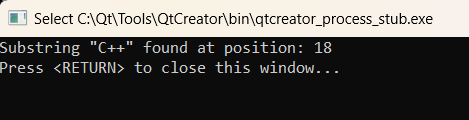 Select C:\Qt\Tools\QtCreator\bin\qtcreator_process_stub.exe
Substring "C++" found at position: 18
Press <RETURN> to close this window...